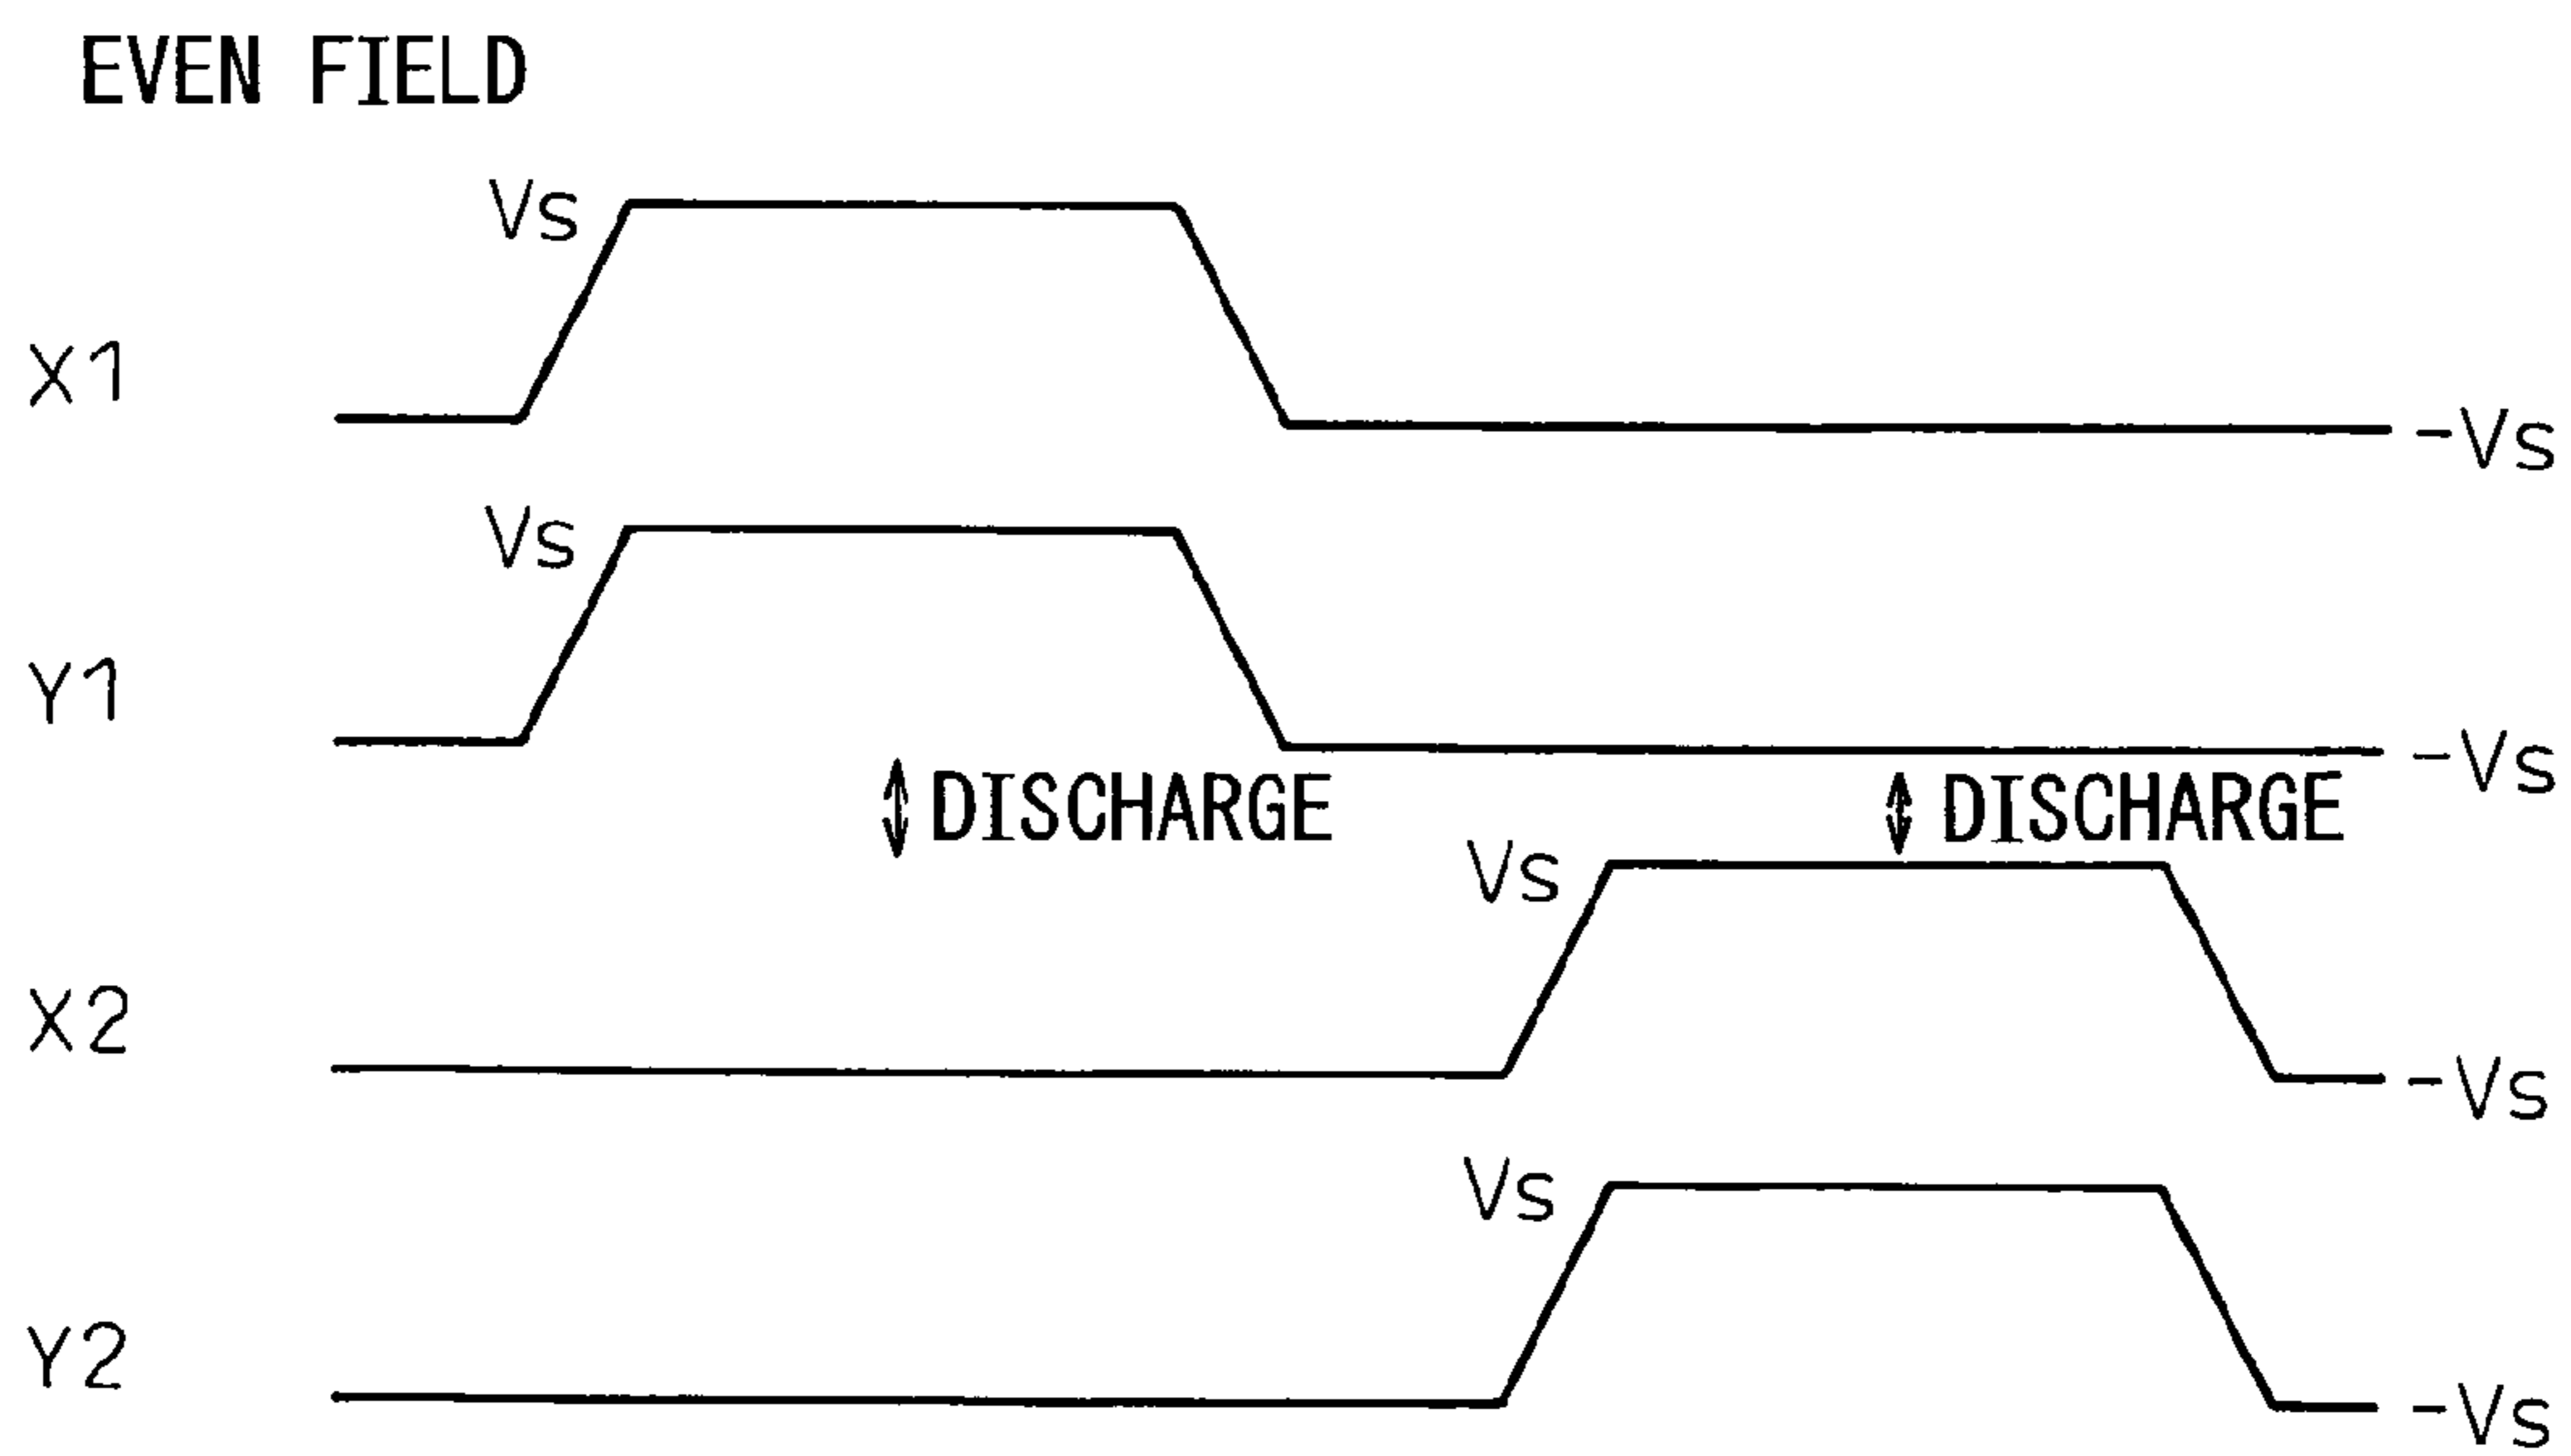 EVEN FIELD
Vs
X1
-Vs
Vs
Y1
-Vs
DISCHARGE DISCHARGE
Vs
X2
-Vs
Vs
Y2
-Vs